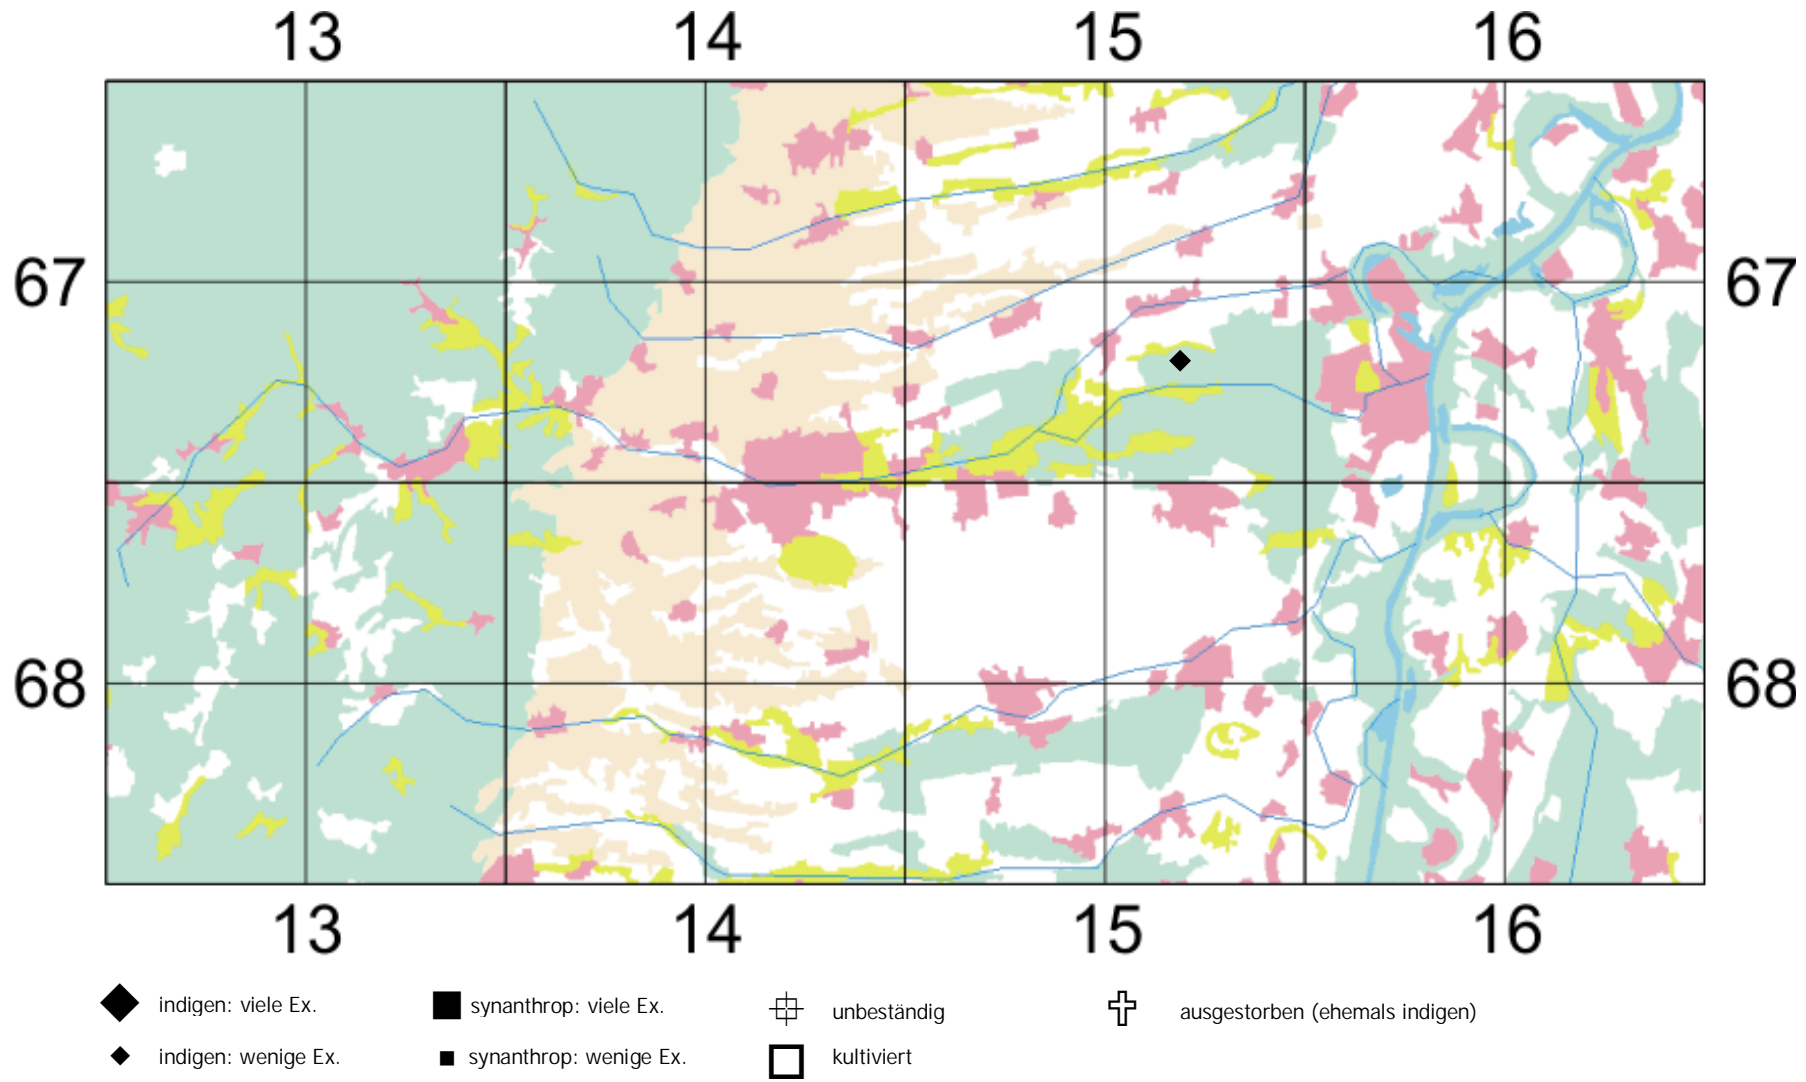 13 14 15 16
67 67
68 68
13 14 15 16
indigen: viele Ex. synanthrop: viele Ex. unbeständig ausgestorben (ehemals indigen)
indigen: wenige Ex. synanthrop: wenige Ex. kultiviert